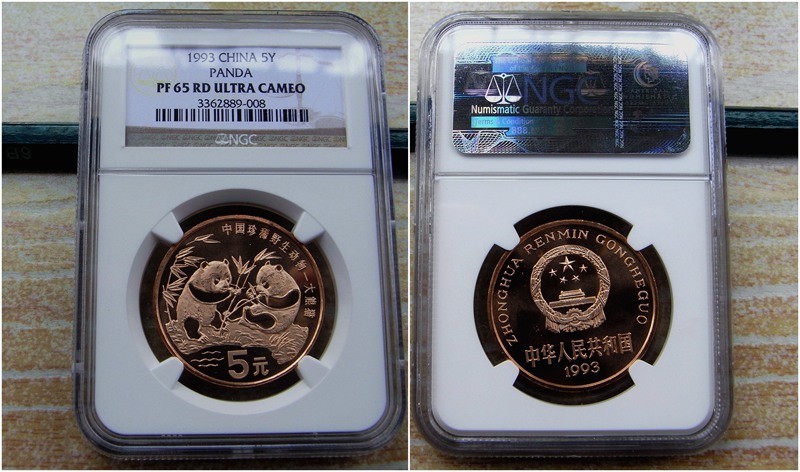 1993 CHINA 5Y
PANDA
PF 65 RD ULTRA CAMEO
3362889-008
NGC
中国珍稀野生动物—大熊猫
5元
NGC
Numismatic Guaranty Corporation
Terms & Condition
ZHONGHUA RENMIN GONGHEGUO
中华人民共和国
1993